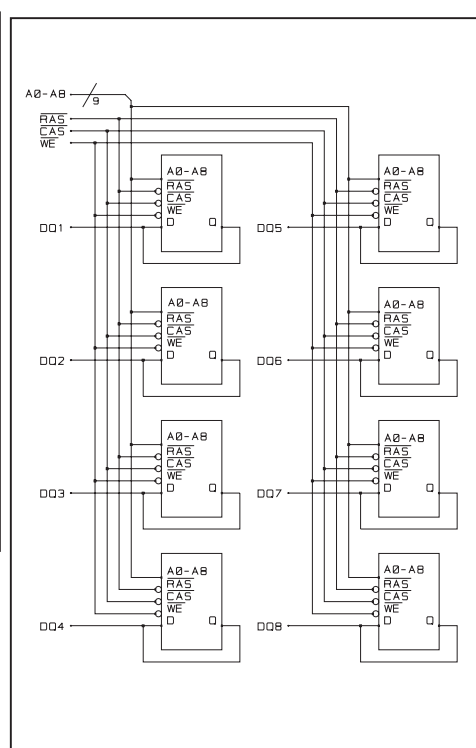 A0-A8
9
RAS
CAS
WE
A0-A8
RAS
CAS
WE
D Q
DQ1
A0-A8
RAS
CAS
WE
D Q
DQ5
A0-A8
RAS
CAS
WE
D Q
DQ2
A0-A8
RAS
CAS
WE
D Q
DQ6
A0-A8
RAS
CAS
WE
D Q
DQ3
A0-A8
RAS
CAS
WE
D Q
DQ7
A0-A8
RAS
CAS
WE
D Q
DQ4
A0-A8
RAS
CAS
WE
D Q
DQ8